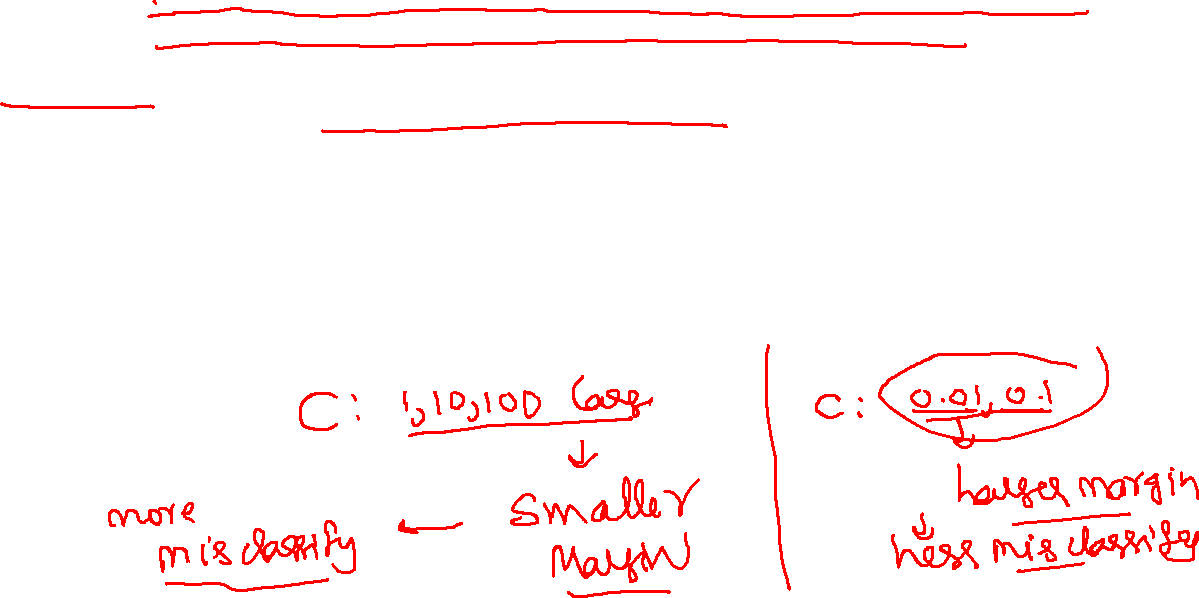 C: 1,10,100 Large
Smaller
Margin
more
misclassify
C: 0.01, 0.1
Larger margin
Less misclassify